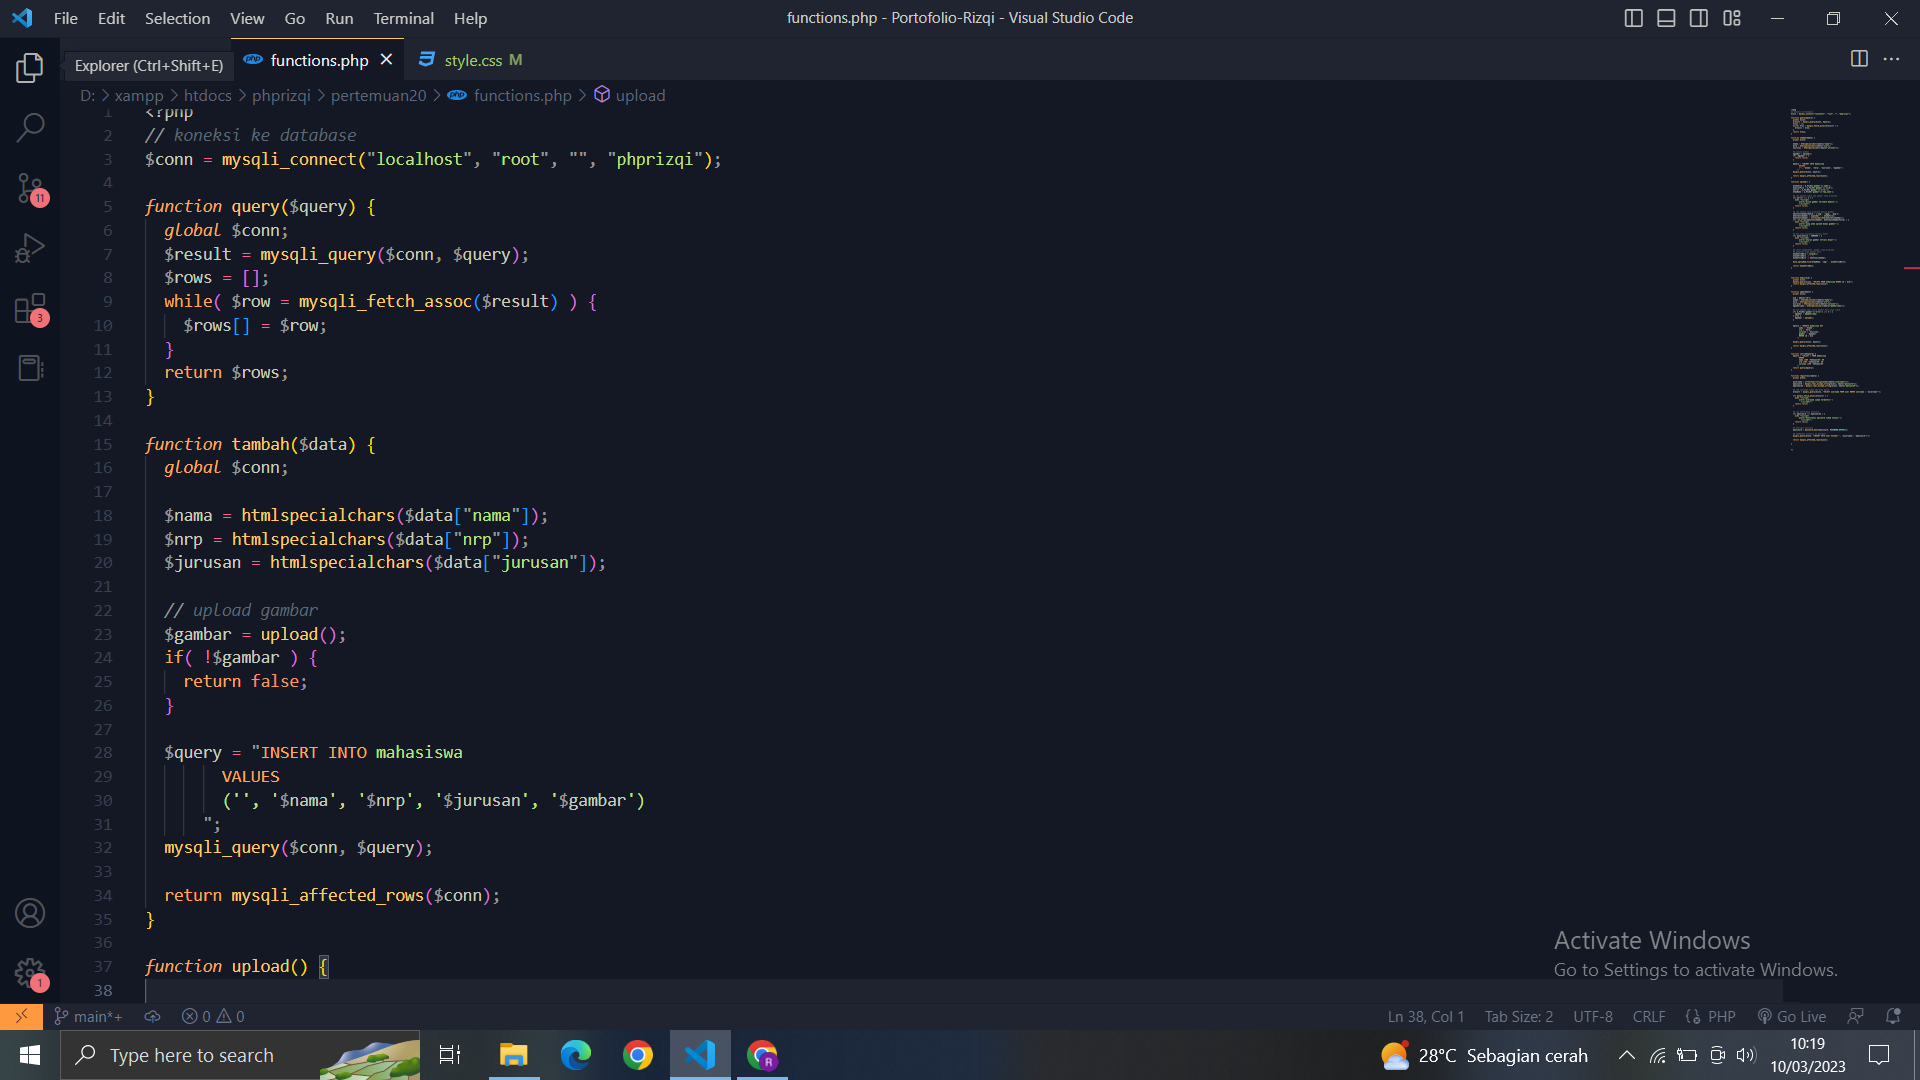 File Edit Selection View Go Run Terminal Help
functions.php - Portofolio-Rizqi - Visual Studio Code
Explorer (Ctrl+Shift+E)
php functions.php
style.css M
D: > xampp > htdocs > phprizqi > pertemuan20 > php functions.php > upload
1 <?php
2 // koneksi ke database
3 $conn = mysqli_connect("localhost", "root", "", "phprizqi");
4
5 function query($query) {
6 global $conn;
7 $result = mysqli_query($conn, $query);
8 $rows = [];
9 while( $row = mysqli_fetch_assoc($result) ) {
10 $rows[] = $row;
11 }
12 return $rows;
13 }
14
15 function tambah($data) {
16 global $conn;
17
18 $nama = htmlspecialchars($data["nama"]);
19 $nrp = htmlspecialchars($data["nrp"]);
20 $jurusan = htmlspecialchars($data["jurusan"]);
21
22 // upload gambar
23 $gambar = upload();
24 if( !$gambar ) {
25 return false;
26 }
27
28 $query = "INSERT INTO mahasiswa
29 VALUES
30 ('', '$nama', '$nrp', '$jurusan', '$gambar')
31 ";
32 mysqli_query($conn, $query);
33
34 return mysqli_affected_rows($conn);
35 }
36
37 function upload() {
38
11
3
1
Activate Windows
Go to Settings to activate Windows.
main*+ 0 0
Ln 38, Col 1 Tab Size: 2 UTF-8 CRLF PHP Go Live
Type here to search
R
28°C Sebagian cerah
10:19
10/03/2023